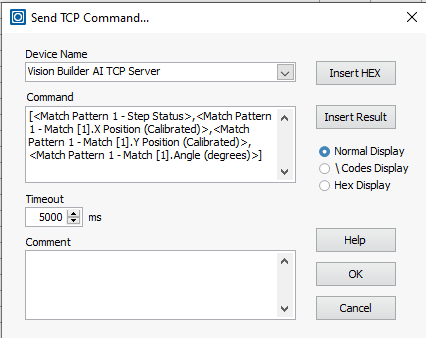 Send TCP Command...
Device Name
Vision Builder AI TCP Server
Insert HEX
Command
[<Match Pattern 1 - Step Status>,<Match Pattern
1 - Match [1].X Position (Calibrated)>,<Match
Pattern 1 - Match [1].Y Position (Calibrated)>,
<Match Pattern 1 - Match [1].Angle (degrees)>]
Insert Result
Normal Display
\ Codes Display
Hex Display
Timeout
5000 ms
Comment
Help
OK
Cancel